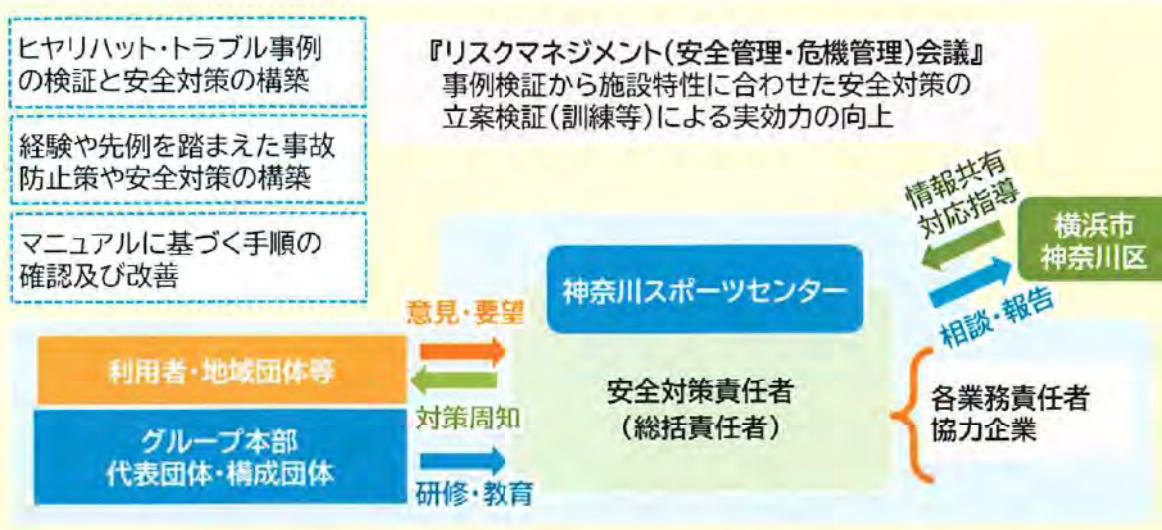 ヒヤリハット・トラブル事例
の検証と安全対策の構築
経験や先例を踏まえた事故
防止策や安全対策の構築
マニュアルに基づく手順の
確認及び改善
『リスクマネジメント(安全管理・危機管理)会議』
事例検証から施設特性に合わせた安全対策の
立案検証(訓練等)による実効力の向上
情報共有
対応指導
横浜市
神奈川区
相談・報告
神奈川スポーツセンター
意見・要望
利用者・地域団体等
対策周知
グループ本部
代表団体・構成団体
研修・教育
安全対策責任者
(総括責任者)
各業務責任者
協力企業